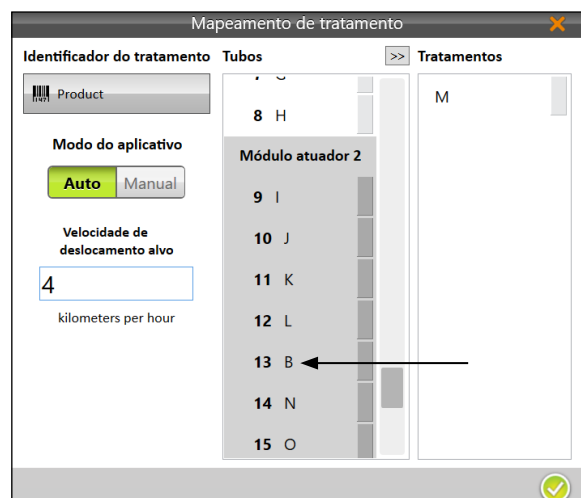 Mapeamento de tratamento
Identificador do tratamento
Product
Modo do aplicativo
Auto Manual
Velocidade de
deslocamento alvo
4
kilometers per hour
Tubos >>
8 H
Módulo atuador 2
9 I
10 J
11 K
12 L
13 B
14 N
15 O
Tratamentos
M